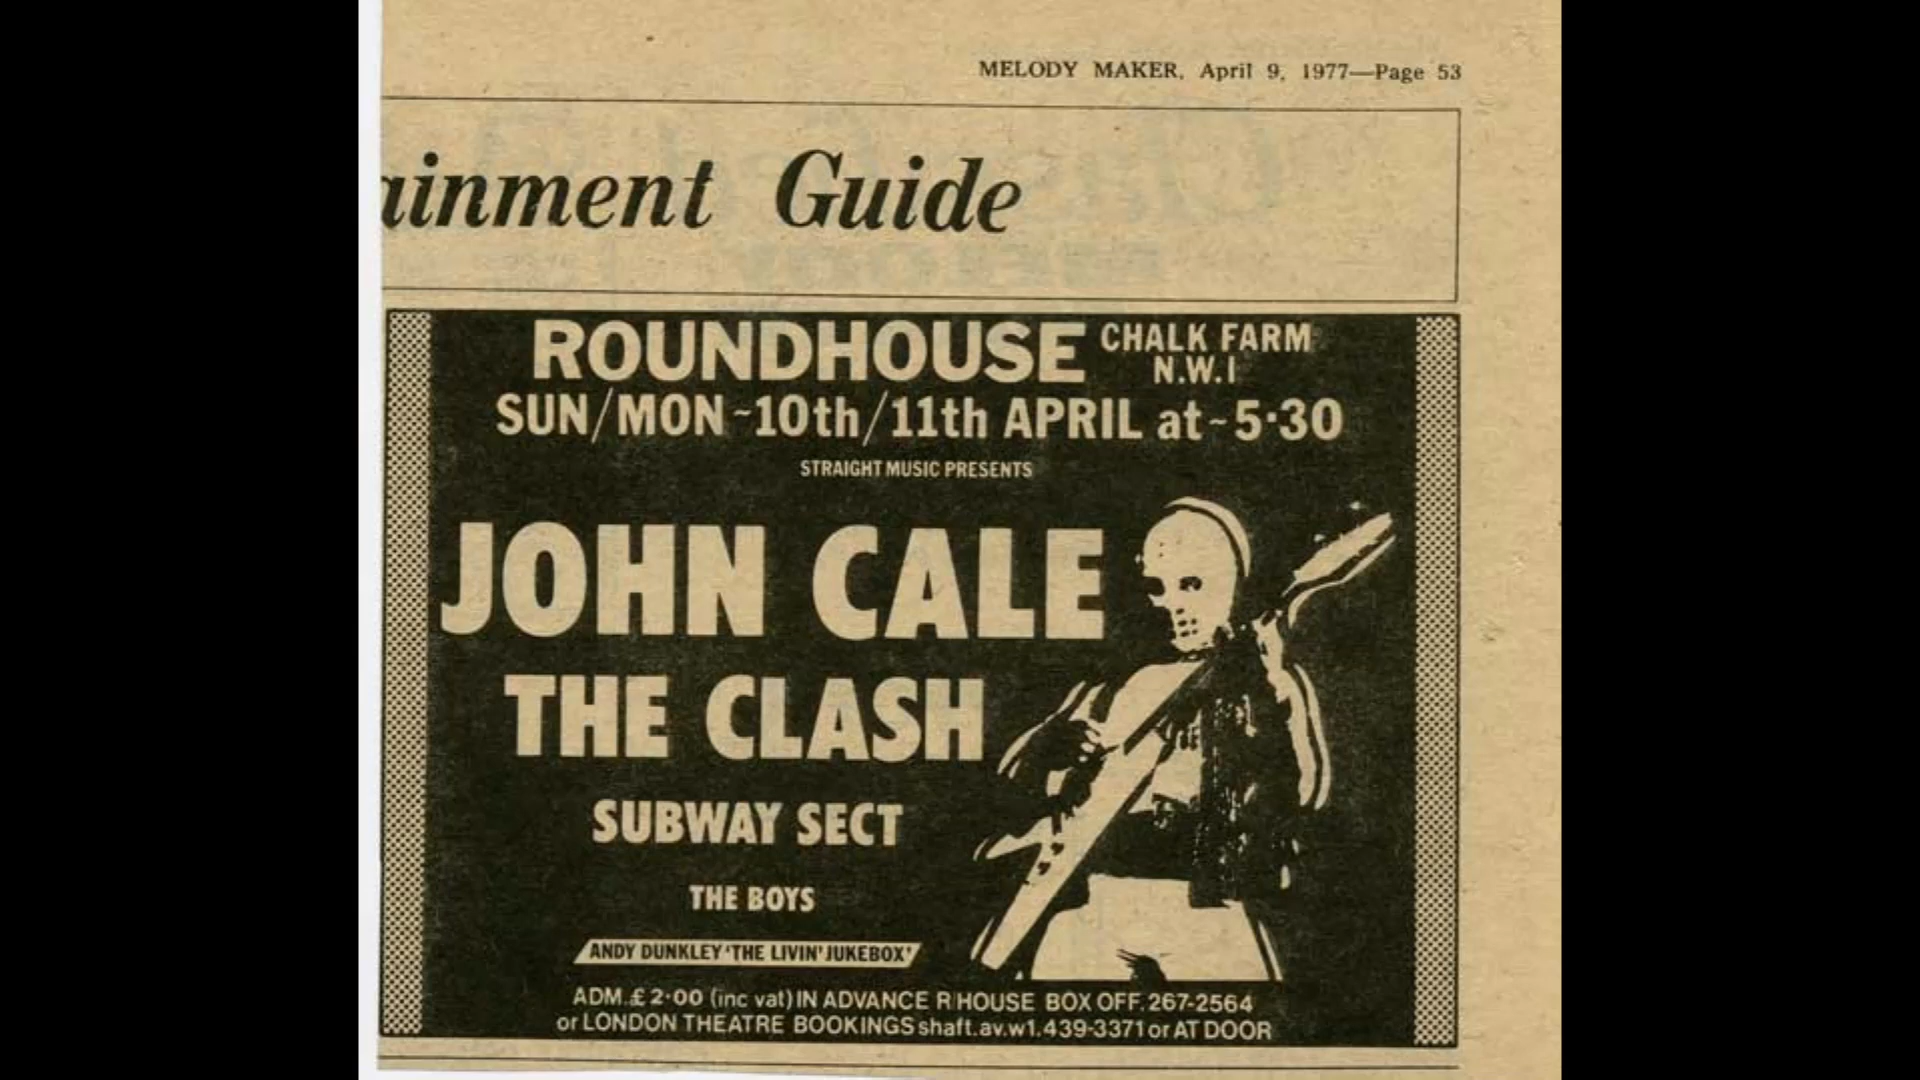 MELODY MAKER, April 9, 1977—Page 53
ainment Guide
ROUNDHOUSE CHALK FARM
N.W.1
SUN/MON ~10th/11th APRIL at ~ 5·30
STRAIGHT MUSIC PRESENTS
JOHN CALE
THE CLASH
SUBWAY SECT
THE BOYS
ANDY DUNKLEY 'THE LIVIN' JUKEBOX'
ADM. £2·00 (inc vat) IN ADVANCE R HOUSE BOX OFF. 267-2564
or LONDON THEATRE BOOKINGS shaft.av.w1.439-3371 or AT DOOR